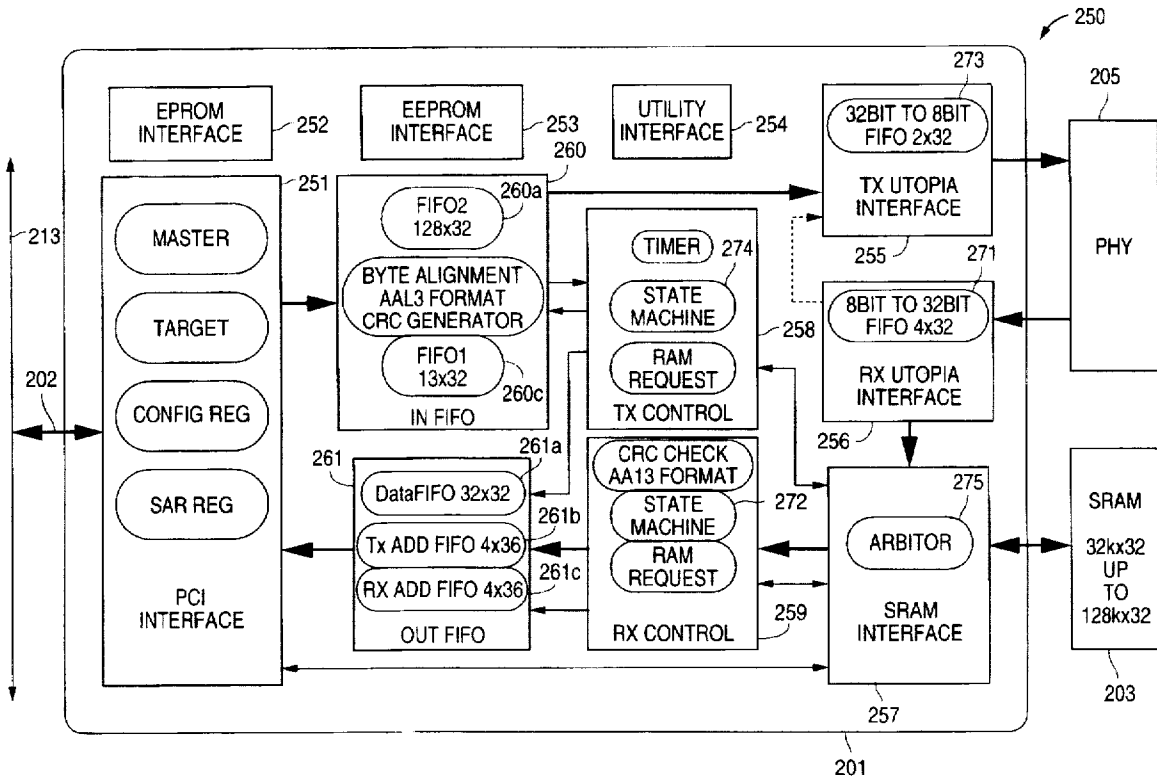 250
EPROM
INTERFACE
252
EEPROM
INTERFACE
253
UTILITY
INTERFACE
254
273
32BIT TO 8BIT
FIFO 2x32
TX UTOPIA
INTERFACE
255
205
PHY
213
202
251
MASTER
TARGET
CONFIG REG
SAR REG
PCI
INTERFACE
260
260a
FIFO2
128x32
BYTE ALIGNMENT
AAL3 FORMAT
CRC GENERATOR
FIFO1
13x32
260c
IN FIFO
TIMER
274
STATE
MACHINE
258
RAM
REQUEST
TX CONTROL
271
8BIT TO 32BIT
FIFO 4x32
RX UTOPIA
INTERFACE
256
261
261a
DataFIFO 32x32
261b
Tx ADD FIFO 4x36
261c
RX ADD FIFO 4x36
OUT FIFO
CRC CHECK
AA13 FORMAT
STATE
MACHINE
272
RAM
REQUEST
RX CONTROL
259
275
ARBITOR
SRAM
INTERFACE
257
SRAM
32kx32
UP
TO
128kx32
203
201